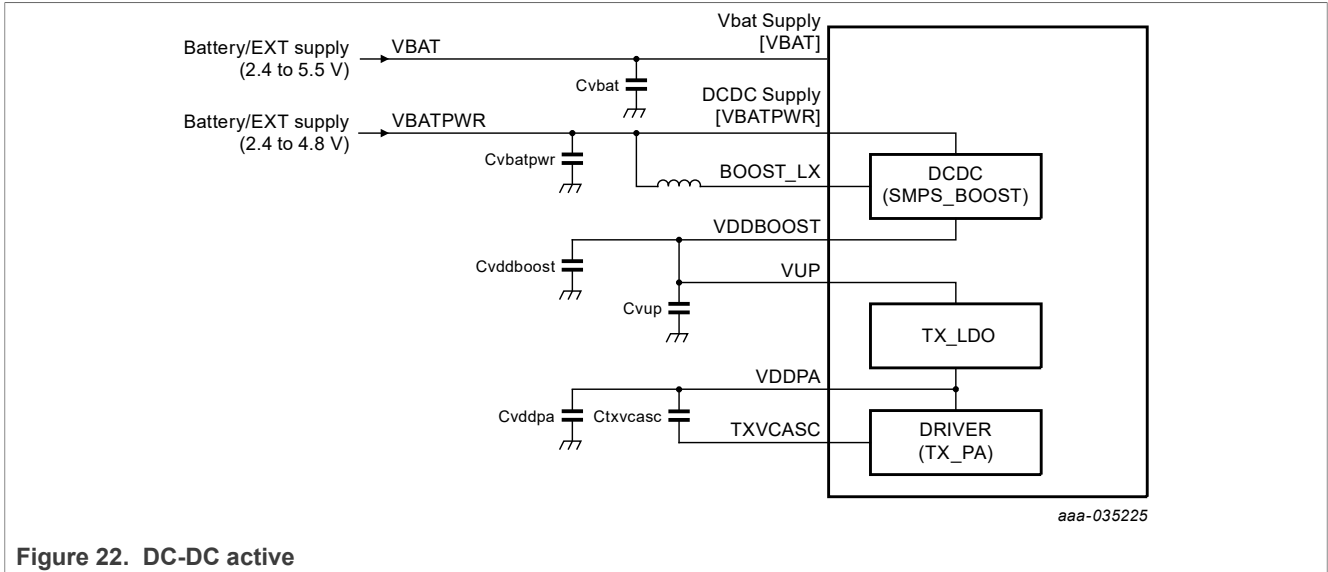 Vbat Supply
[VBAT]
Battery/EXT supply
(2.4 to 5.5 V)
VBAT
Cvbat
DCDC Supply
[VBATPWR]
Battery/EXT supply
(2.4 to 4.8 V)
VBATPWR
Cvbatpwr
BOOST_LX
DCDC
(SMPS_BOOST)
VDDBOOST
Cvddboost
VUP
Cvup
TX_LDO
VDDPA
Cvddpa
Ctxvcasc
TXVCASC
DRIVER
(TX_PA)
aaa-035225
Figure 22. DC-DC active